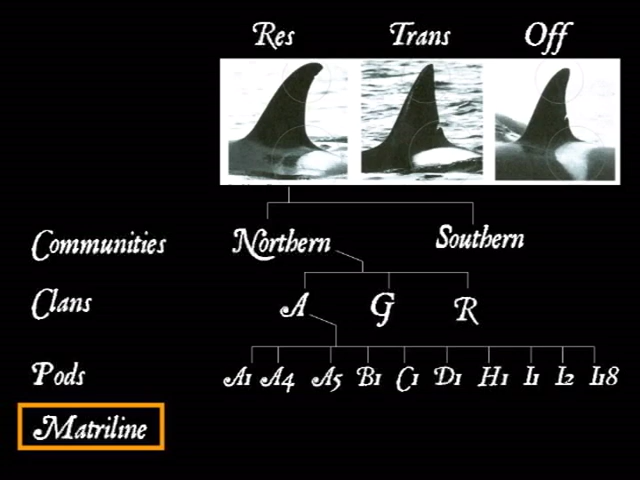 Res Trans Off
Communities Northern Southern
Clans A G R
Pods A1 A4 A5 B1 C1 D1 H1 I1 I2 I18
Matriline